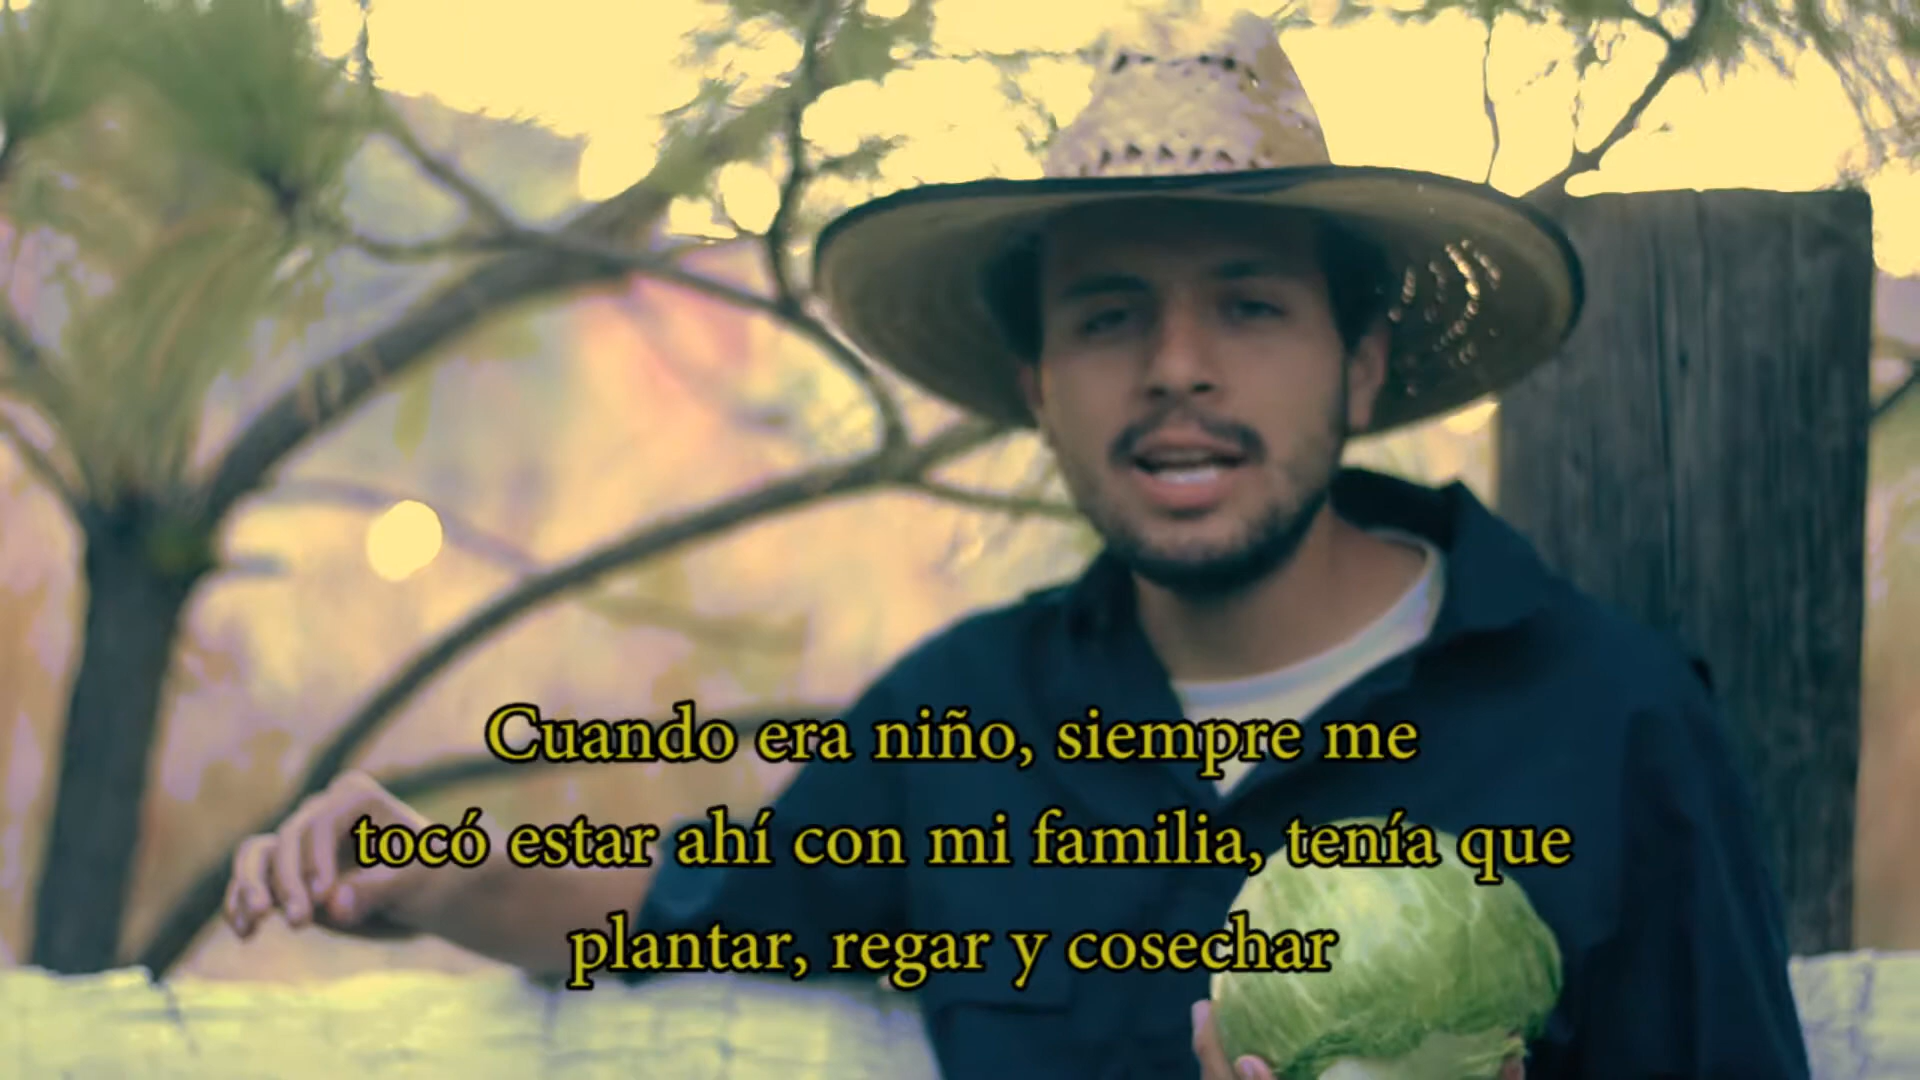 Cuando era niño, siempre me
tocó estar ahí con mi familia, tenía que
plantar, regar y cosechar